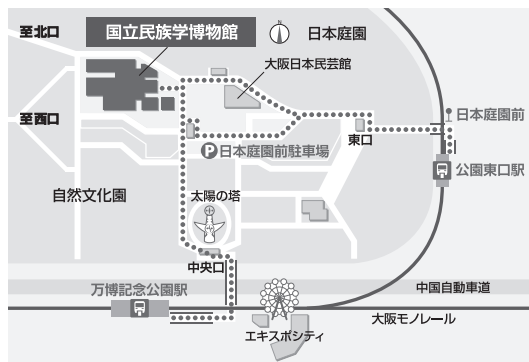 至北口
国立民族学博物館
N
日本庭園
大阪日本民芸館
至西口
日本庭園前
東口
P日本庭園前駐車場
公園東口駅
自然文化園
太陽の塔
中央口
万博記念公園駅
中国自動車道
大阪モノレール
エキスポシティ